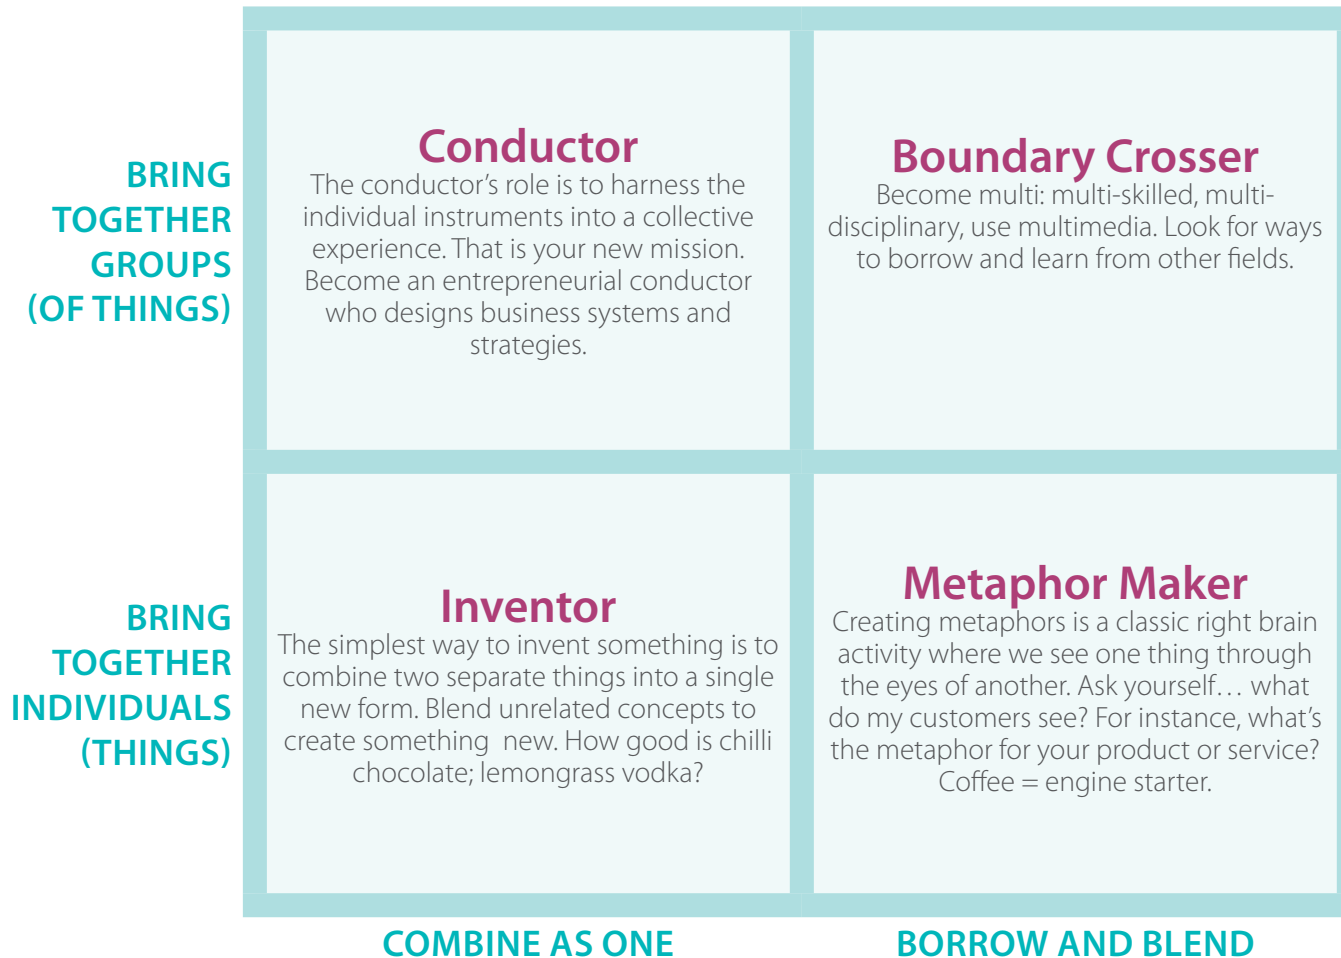 BRING
TOGETHER
GROUPS
(OF THINGS)
Conductor
The conductor’s role is to harness the
individual instruments into a collective
experience. That is your new mission.
Become an entrepreneurial conductor
who designs business systems and
strategies.
Boundary Crosser
Become multi: multi-skilled, multi-
disciplinary, use multimedia. Look for ways
to borrow and learn from other fields.
BRING
TOGETHER
INDIVIDUALS
(THINGS)
Inventor
The simplest way to invent something is to
combine two separate things into a single
new form. Blend unrelated concepts to
create something  new. How good is chilli
chocolate; lemongrass vodka?
Metaphor Maker
Creating metaphors is a classic right brain
activity where we see one thing through
the eyes of another. Ask yourself… what
do my customers see? For instance, what’s
the metaphor for your product or service?
Coffee = engine starter.
COMBINE AS ONE
BORROW AND BLEND